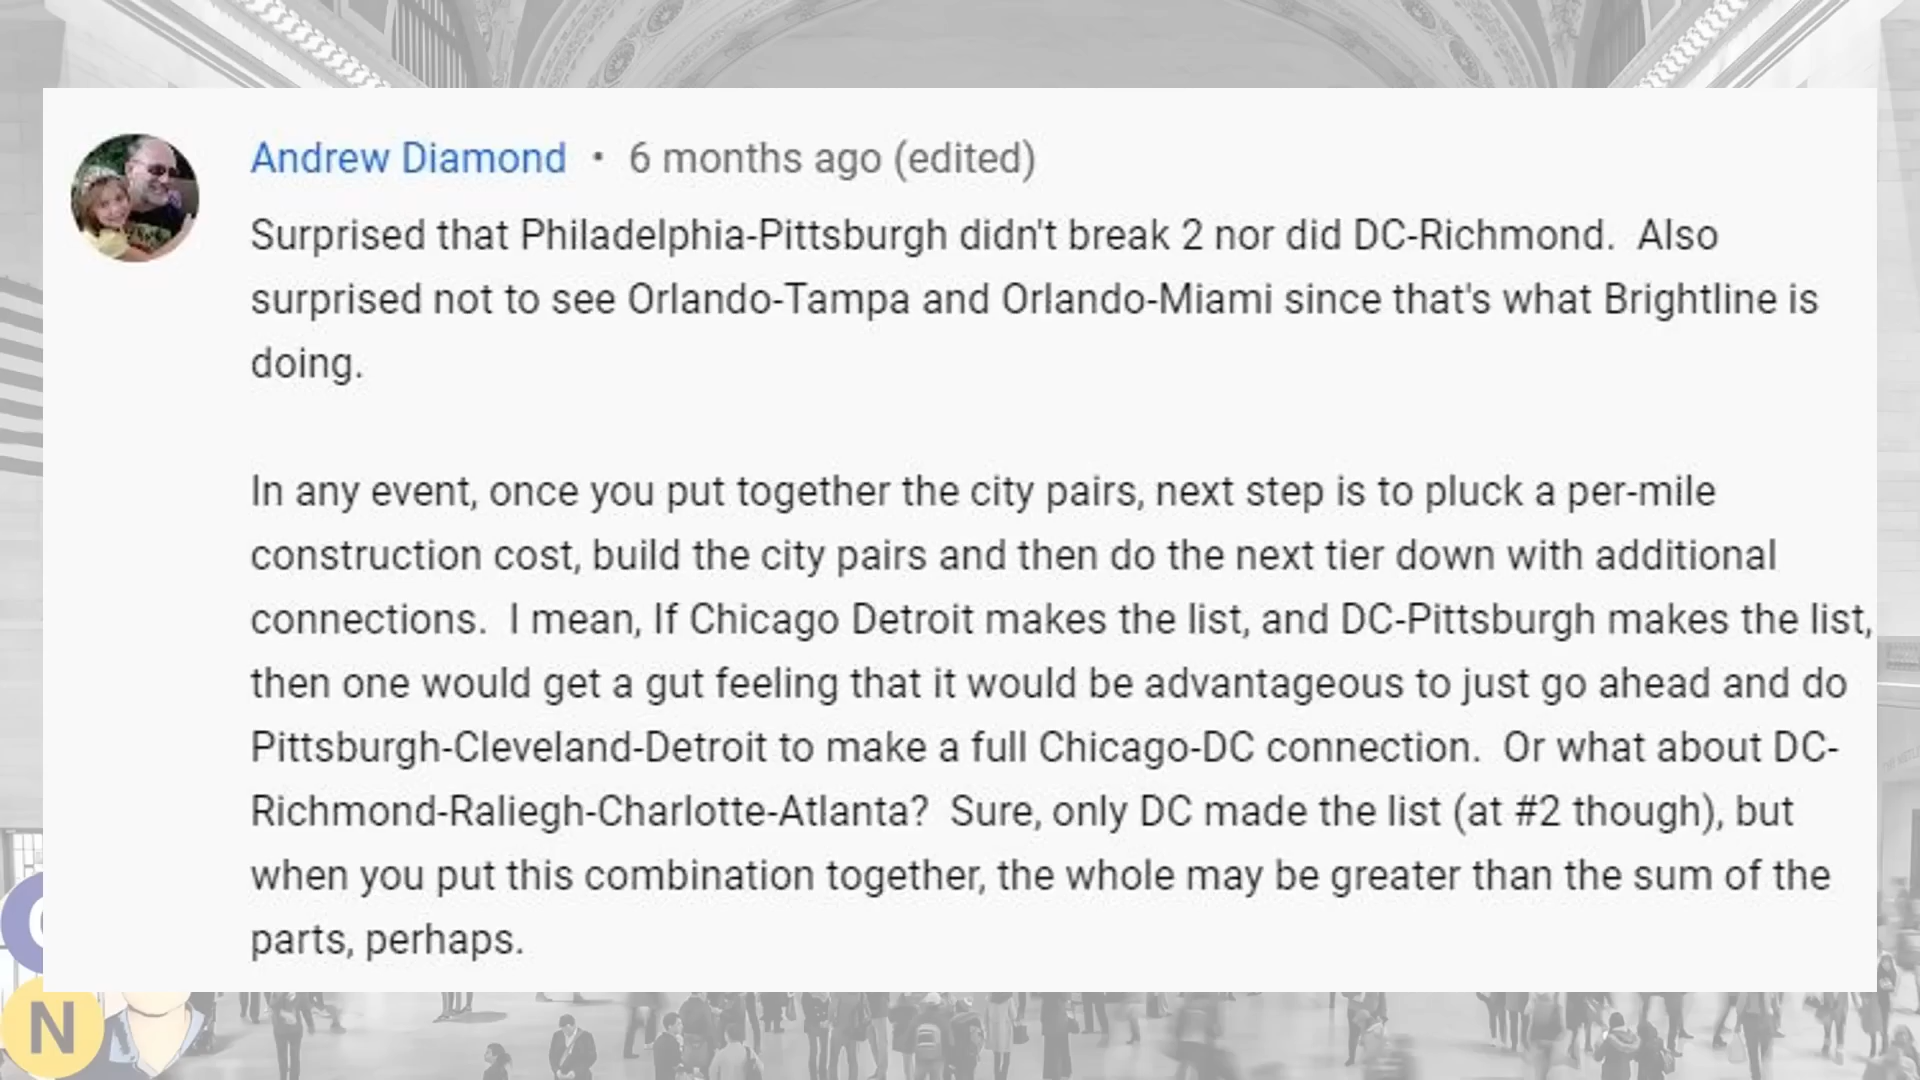 Andrew Diamond • 6 months ago (edited)
Surprised that Philadelphia-Pittsburgh didn't break 2 nor did DC-Richmond.  Also
surprised not to see Orlando-Tampa and Orlando-Miami since that's what Brightline is
doing.
In any event, once you put together the city pairs, next step is to pluck a per-mile
construction cost, build the city pairs and then do the next tier down with additional
connections.  I mean, If Chicago Detroit makes the list, and DC-Pittsburgh makes the list,
then one would get a gut feeling that it would be advantageous to just go ahead and do
Pittsburgh-Cleveland-Detroit to make a full Chicago-DC connection.  Or what about DC-
Richmond-Raliegh-Charlotte-Atlanta?  Sure, only DC made the list (at #2 though), but
when you put this combination together, the whole may be greater than the sum of the
parts, perhaps.
N